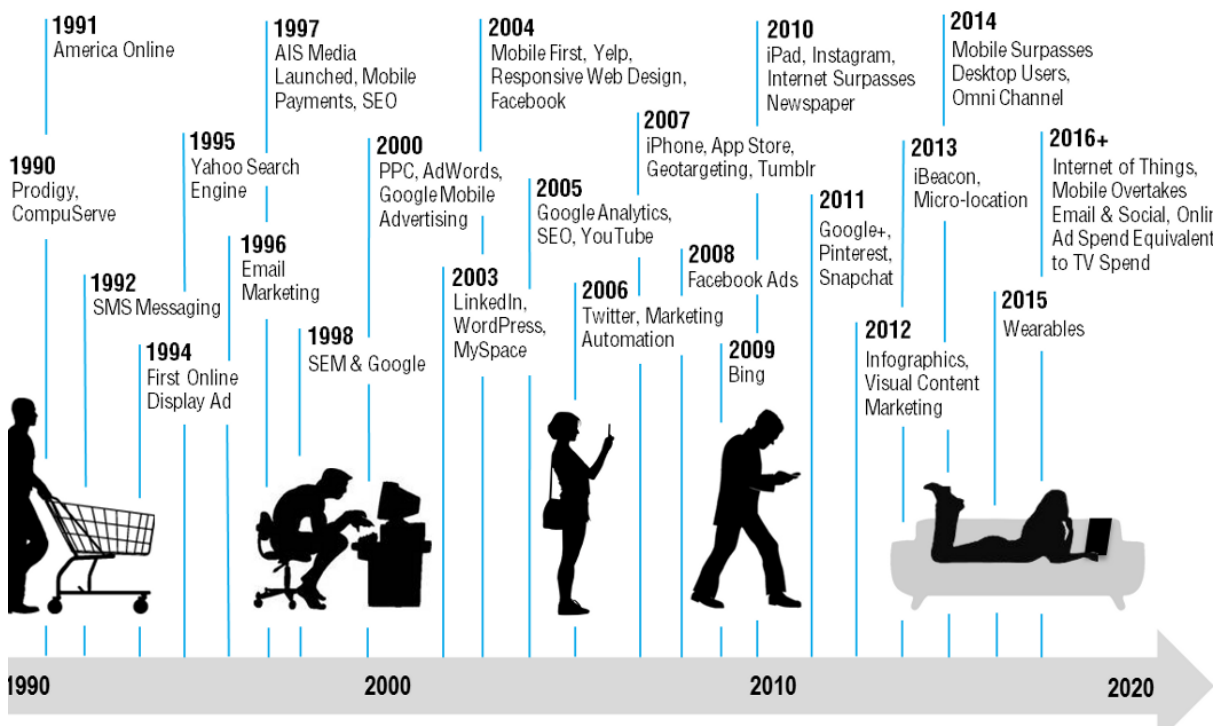 1990
Prodigy,
CompuServe
1991
America Online
1992
SMS Messaging
1994
First Online
Display Ad
1995
Yahoo Search
Engine
1996
Email
Marketing
1997
AIS Media
Launched, Mobile
Payments, SEO
1998
SEM & Google
2000
PPC, AdWords,
Google Mobile
Advertising
2003
LinkedIn,
WordPress,
MySpace
2004
Mobile First, Yelp,
Responsive Web Design,
Facebook
2005
Google Analytics,
SEO, YouTube
2006
Twitter, Marketing
Automation
2007
iPhone, App Store,
Geotargeting, Tumblr
2008
Facebook Ads
2009
Bing
2010
iPad, Instagram,
Internet Surpasses
Newspaper
2011
Google+,
Pinterest,
Snapchat
2012
Infographics,
Visual Content
Marketing
2013
iBeacon,
Micro-location
2014
Mobile Surpasses
Desktop Users,
Omni Channel
2015
Wearables
2016+
Internet of Things,
Mobile Overtakes
Email & Social, Onlin
Ad Spend Equivalent
to TV Spend
1990
2000
2010
2020